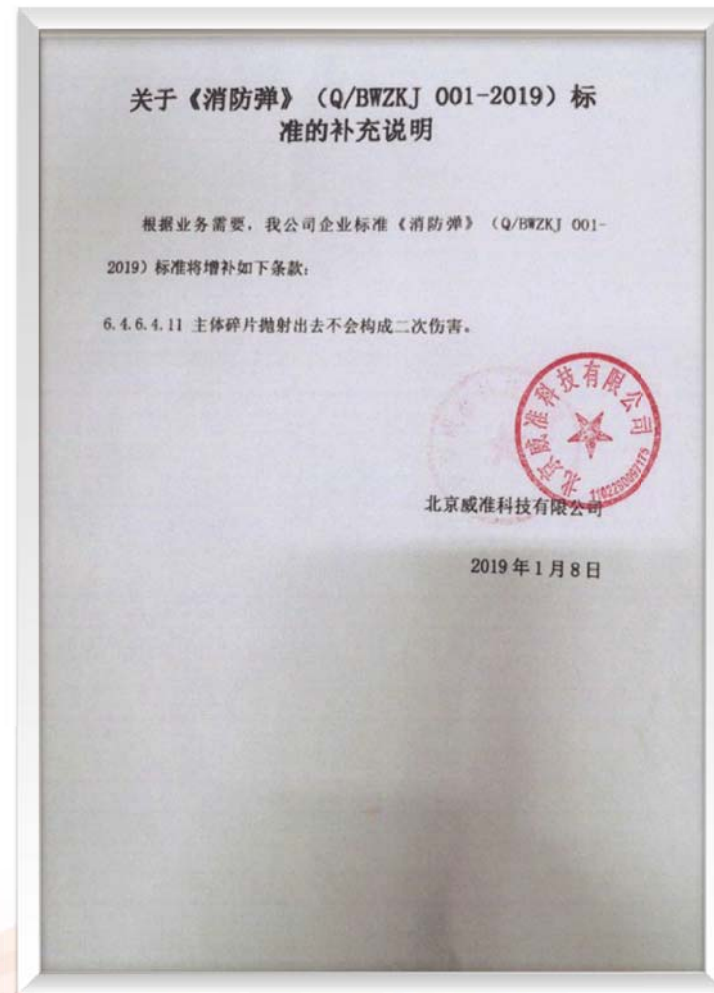 关于《消防弹》（Q/BWZKJ 001-2019）标
准的补充说明
根据业务需要，我公司企业标准《消防弹》（Q/BWZKJ 001-
2019）标准将增补如下条款：
6.4.6.4.11 主体碎片抛射出去不会构成二次伤害。
北京威准科技有限公司
北京威准科技有限公司
2019年1月8日